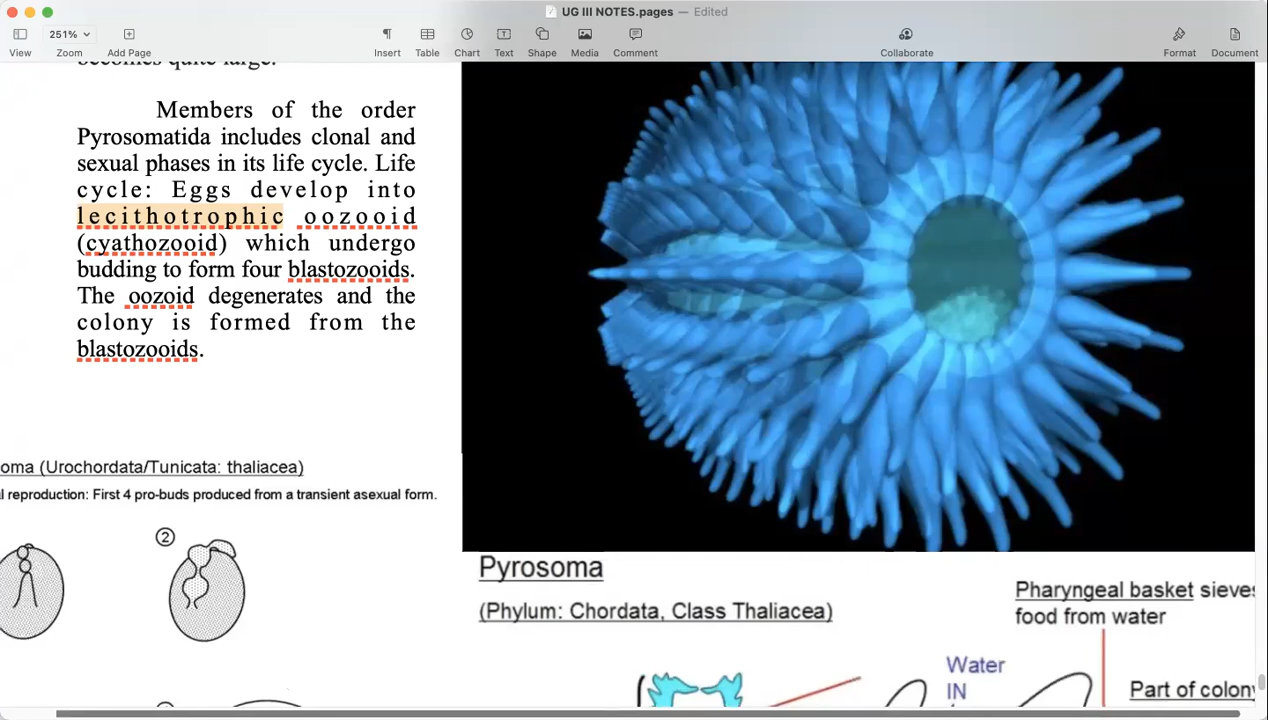 UG III NOTES.pages — Edited
251%
View
Zoom
Add Page
Insert
Table
Chart
Text
Shape
Media
Comment
Collaborate
Format
Document
becomes quite large.
Members of the order
Pyrosomatida includes clonal and
sexual phases in its life cycle. Life
cycle: Eggs develop into
lecithotrophic oozooid
(cyathozooid) which undergo
budding to form four blastozooids.
The oozoid degenerates and the
colony is formed from the
blastozooids.
oma (Urochordata/Tunicata: thaliacea)
l reproduction: First 4 pro-buds produced from a transient asexual form.
2
Pyrosoma
(Phylum: Chordata, Class Thaliacea)
Pharyngeal basket sieves
food from water
Water
IN
Part of colony